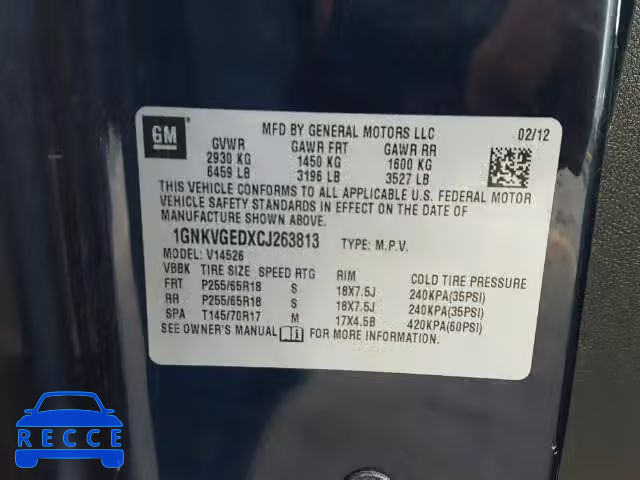 GM
MFD BY GENERAL MOTORS LLC 02/12
GVWR GAWR FRT GAWR RR
2930 KG 1450 KG 1600 KG
6459 LB 3196 LB 3527 LB
THIS VEHICLE CONFORMS TO ALL APPLICABLE U.S. FEDERAL MOTOR
VEHICLE SAFETY STANDARDS IN EFFECT ON THE DATE OF
MANUFACTURE SHOWN ABOVE.
1GNKVGEDXCJ263813 TYPE: M.P.V.
MODEL: V14526
VBBK TIRE SIZE SPEED RTG RIM COLD TIRE PRESSURE
FRT P255/65R18 S 18X7.5J 240KPA(35PSI)
RR P255/65R18 S 18X7.5J 240KPA(35PSI)
SPA T145/70R17 M 17X4.5B 420KPA(60PSI)
SEE OWNER'S MANUAL FOR MORE INFORMATION.